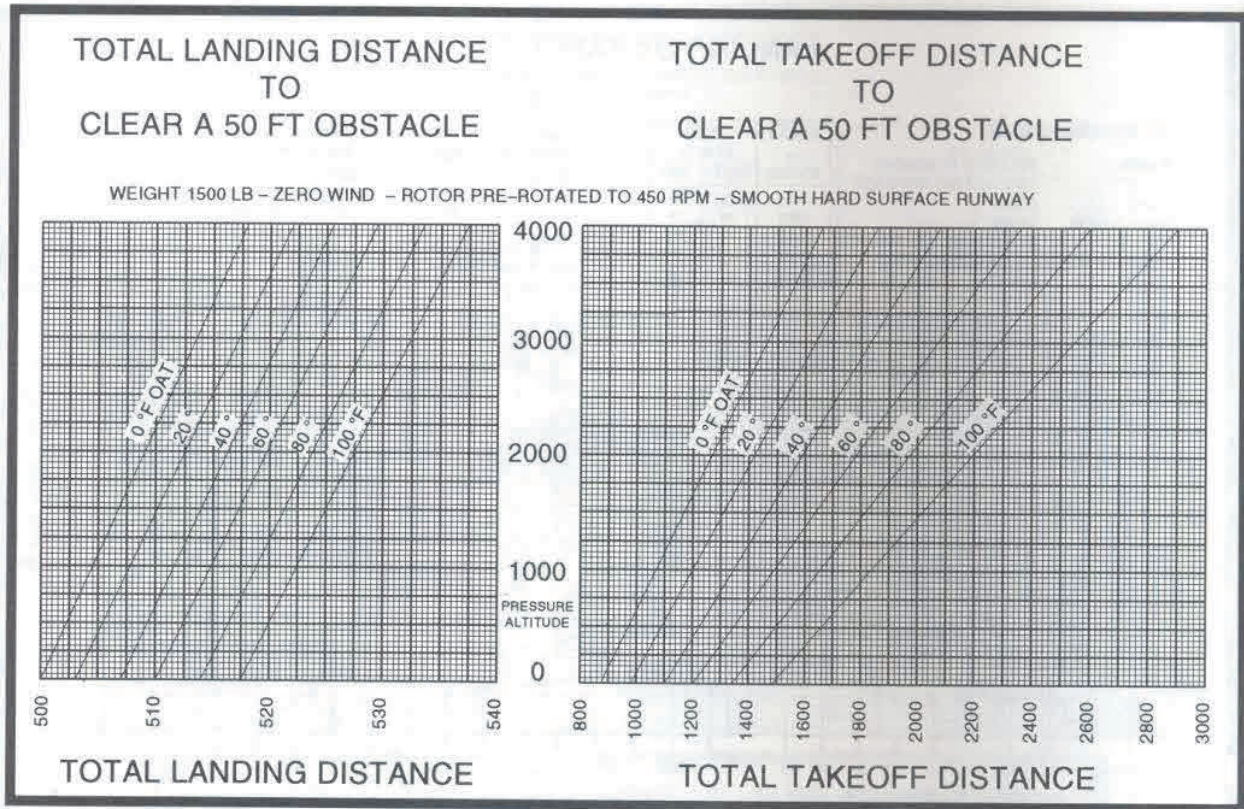 TOTAL LANDING DISTANCE
TO
CLEAR A 50 FT OBSTACLE
TOTAL TAKEOFF DISTANCE
TO
CLEAR A 50 FT OBSTACLE
WEIGHT 1500 LB – ZERO WIND – ROTOR PRE–ROTATED TO 450 RPM – SMOOTH HARD SURFACE RUNWAY
0 °F OAT
20 °
40 °
60 °
80 °
100 °F
4000
3000
2000
1000
PRESSURE
ALTITUDE
0
0 °F OAT
20 °
40 °
60 °
80 °
100 °F
500
510
520
530
540
800
1000
1200
1400
1600
1800
2000
2200
2400
2600
2800
3000
TOTAL LANDING DISTANCE
TOTAL TAKEOFF DISTANCE